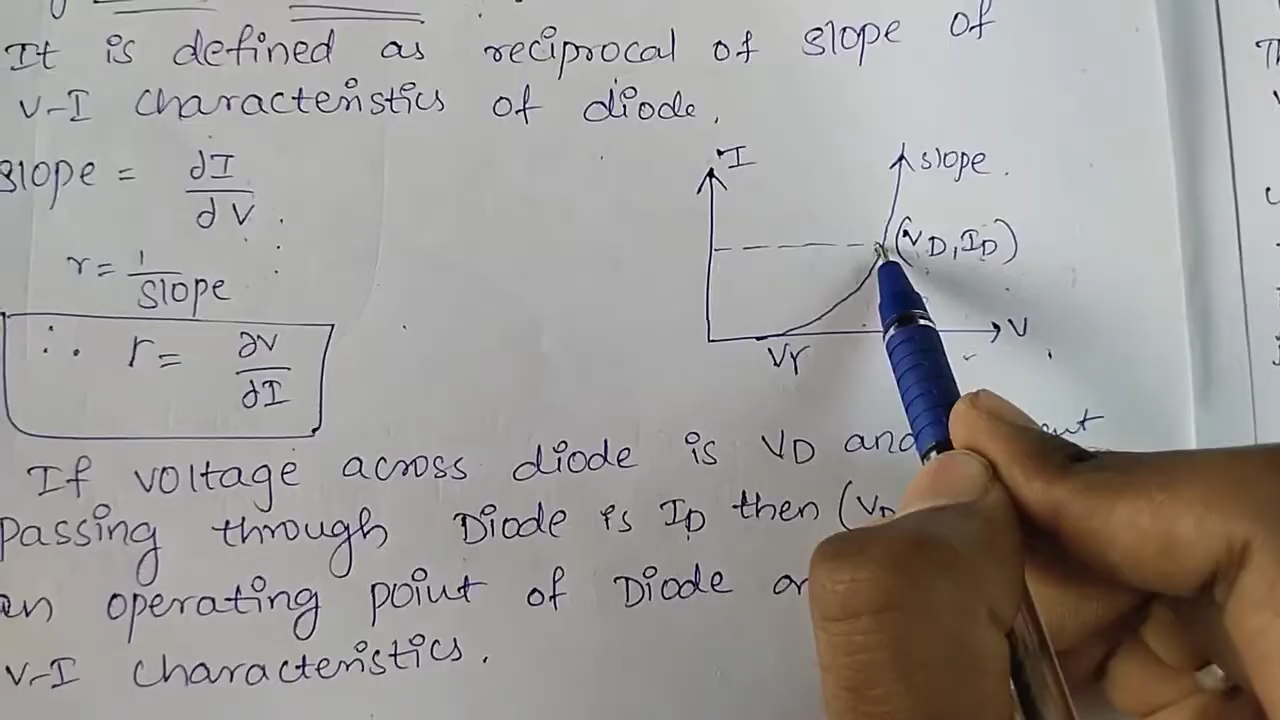 It is defined as reciprocal of slope of
V-I characteristics of diode.
slope = ∂I/∂V
r = 1/slope
∴ r = ∂V/∂I
I
slope
(VD, ID)
Vr
V
If voltage across diode is VD and
Passing through Diode is ID then (VD
an operating point of Diode or
V-I characteristics.